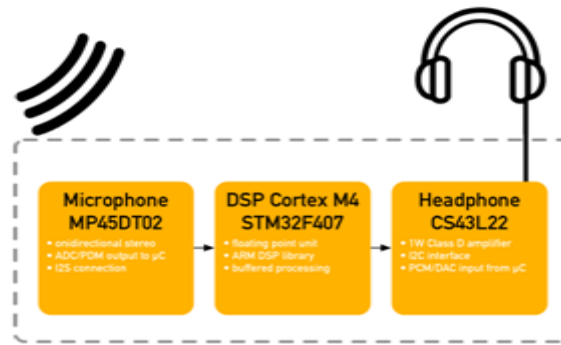 Microphone
MP45DT02
• onidirectional stereo
• ADC/PDM output to µC
• I2S connection
DSP Cortex M4
STM32F407
• floating point unit
• ARM DSP library
• buffered processing
Headphone
CS43L22
• 1W Class D amplifier
• I2C interface
• PCM/DAC input from µC